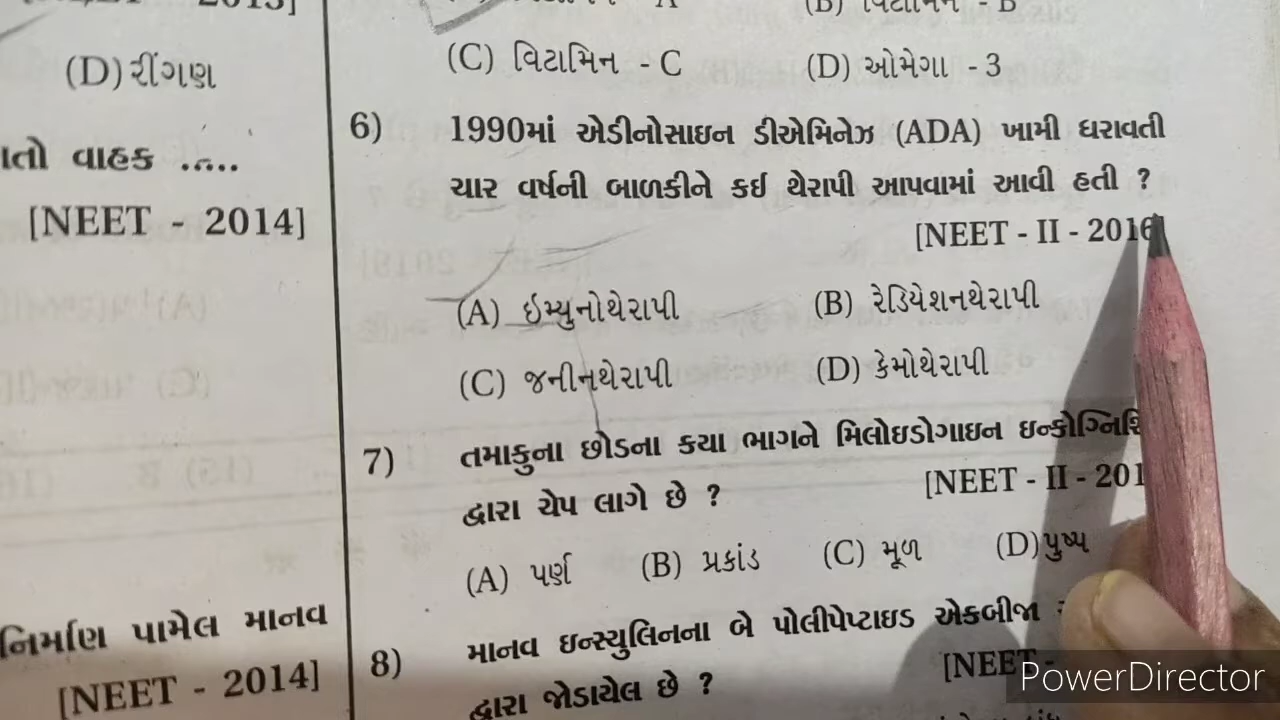 (D) રીંગણ
વાહક .....
[NEET - 2014]
નિર્માણ પામેલ માનવ
[NEET - 2014]
(C) વિટામિન - C (D) ઓમેગા - 3
6) 1990માં એડીનોસાઇન ડીએમિનેઝ (ADA) ખામી ધરાવતી
ચાર વર્ષની બાળકીને કઇ થેરાપી આપવામાં આવી હતી ?
[NEET - II - 2016]
(A) ઈમ્યુનોથેરાપી (B) રેડિયેશનથેરાપી
(C) જનીનથેરાપી (D) કેમોથેરાપી
7) તમાકુના છોડના કયા ભાગને મિલોઇડોગાઇન
દ્વારા ચેપ લાગે છે ?
[NEET - II - 201
(A) પર્ણ (B) પ્રકાંડ (C) મૂળ (D) પુષ્પ
8) માનવ ઇન્સ્યુલિનના બે પોલીપેપ્ટાઇડ એકબીજા
દ્વારા જોડાયેલ છે ?
[NEET -
PowerDirector